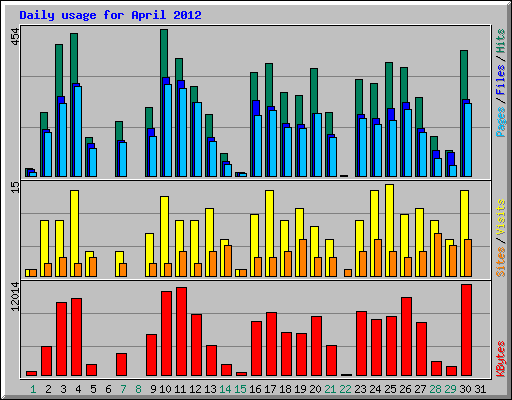 Daily usage for April 2012
454
Pages / Files / Hits
15
Sites / Visits
12014
KBytes
1 2 3 4 5 6 7 8 9 10 11 12 13 14 15 16 17 18 19 20 21 22 23 24 25 26 27 28 29 30 31